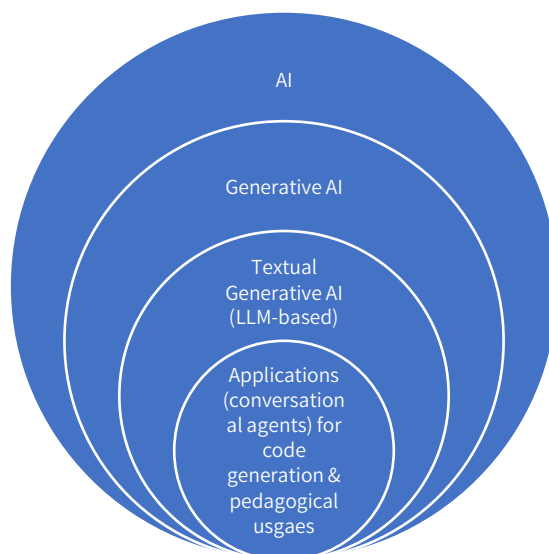 AI
Generative AI
Textual
Generative AI
(LLM-based)
Applications
(conversation
al agents) for
code
generation &
pedagogical
usgaes